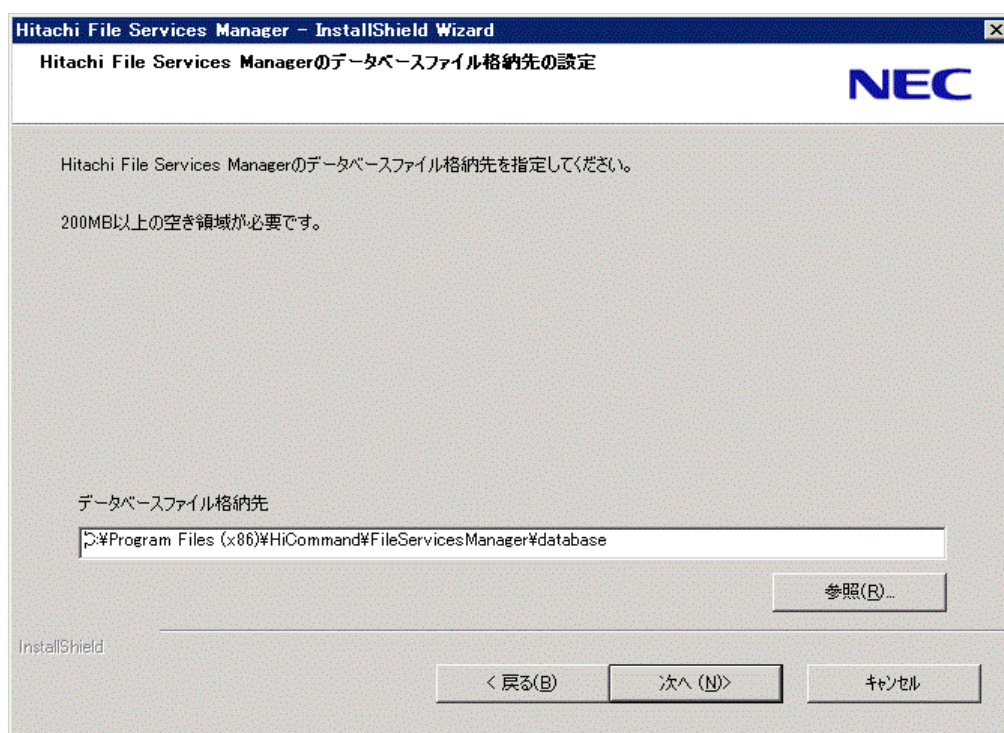 Hitachi File Services Manager - InstallShield Wizard
Hitachi File Services Managerのデータベースファイル格納先の設定
NEC
Hitachi File Services Managerのデータベースファイル格納先を指定してください。
200MB以上の空き領域が必要です。
データベースファイル格納先
C:¥Program Files (x86)¥HiCommand¥FileServicesManager¥database
参照(R)...
InstallShield
< 戻る(B)
次へ (N)>
キャンセル